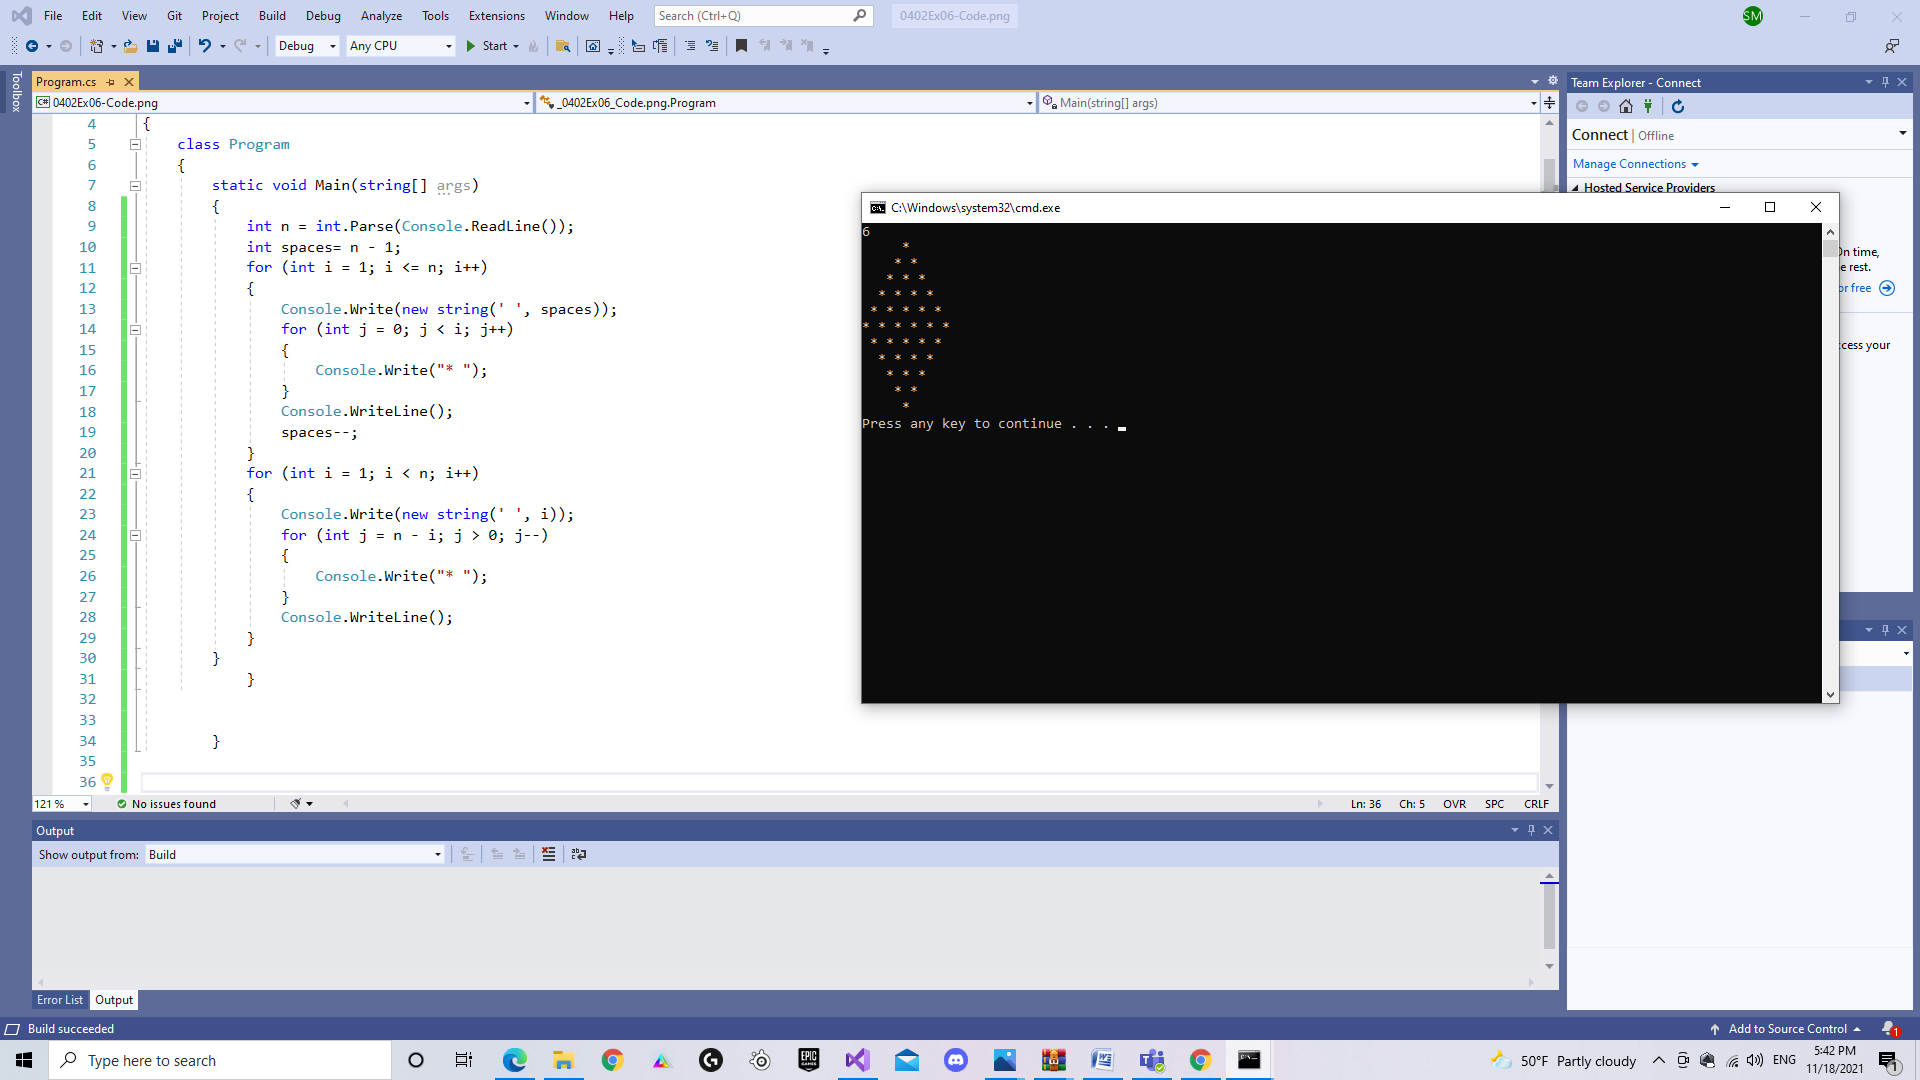 File Edit View Git Project Build Debug Analyze Tools Extensions Window Help Search (Ctrl+Q) 0402Ex06-Code.png SM
Debug Any CPU Start
Toolbox
Program.cs
0402Ex06-Code.png _0402Ex06_Code.png.Program Main(string[] args)
4 {
5 class Program
6 {
7 static void Main(string[] args)
8 {
9 int n = int.Parse(Console.ReadLine());
10 int spaces= n - 1;
11 for (int i = 1; i <= n; i++)
12 {
13 Console.Write(new string(' ', spaces));
14 for (int j = 0; j < i; j++)
15 {
16 Console.Write("* ");
17 }
18 Console.WriteLine();
19 spaces--;
20 }
21 for (int i = 1; i < n; i++)
22 {
23 Console.Write(new string(' ', i));
24 for (int j = n - i; j > 0; j--)
25 {
26 Console.Write("* ");
27 }
28 Console.WriteLine();
29 }
30 }
31 }
32
33
34 }
35
36
121 % No issues found Ln: 36 Ch: 5 OVR SPC CRLF
C:\Windows\system32\cmd.exe
6
     *
    * *
   * * *
  * * * *
 * * * * *
* * * * * *
 * * * * *
  * * * *
   * * *
    * *
     *
Press any key to continue . . .
Team Explorer - Connect
Connect | Offline
Manage Connections
Hosted Service Providers
On time,
e rest.
or free
cess your
Output
Show output from: Build
Error List Output
Build succeeded Add to Source Control 1
Type here to search EPIC GAMES 50°F Partly cloudy ENG 5:42 PM
11/18/2021 1